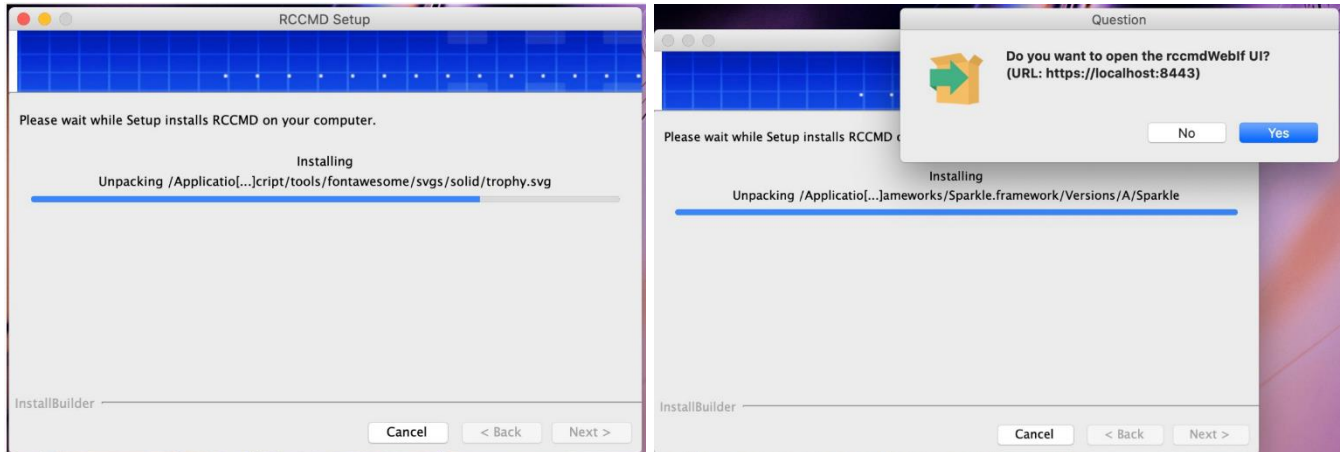 RCCMD Setup
Please wait while Setup installs RCCMD on your computer.
Installing
Unpacking /Applicatio[...]cript/tools/fontawesome/svgs/solid/trophy.svg
InstallBuilder
Cancel
< Back
Next >
Question
Do you want to open the rccmdWebIf UI?
(URL: https://localhost:8443)
No
Yes
Please wait while Setup installs RCCMD
Installing
Unpacking /Applicatio[...]ameworks/Sparkle.framework/Versions/A/Sparkle
InstallBuilder
Cancel
< Back
Next >